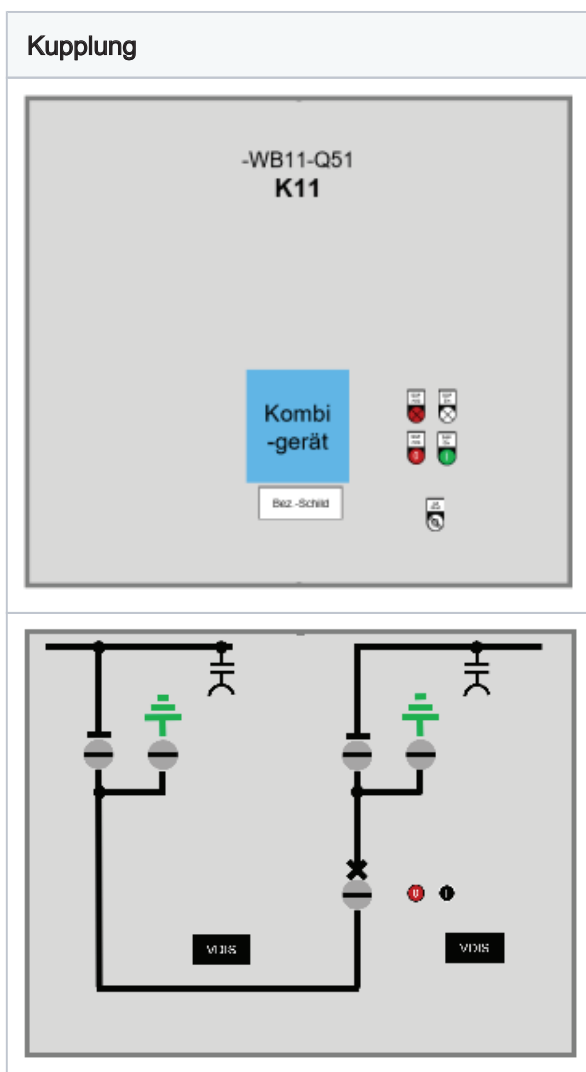 Kupplung
-WB11-Q51
K11
Kombi
-gerät
Bez.-Schild
VDIS
VDIS